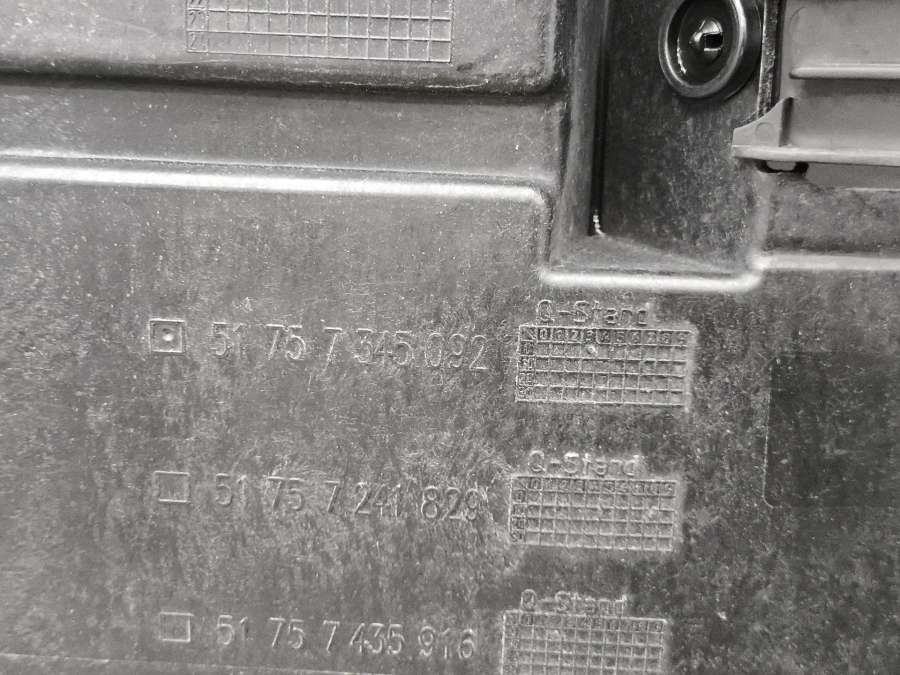 Q-Stand
51 75 7 345 092
Q-Stand
51 75 7 241 829
Q-Stand
51 75 7 435 916